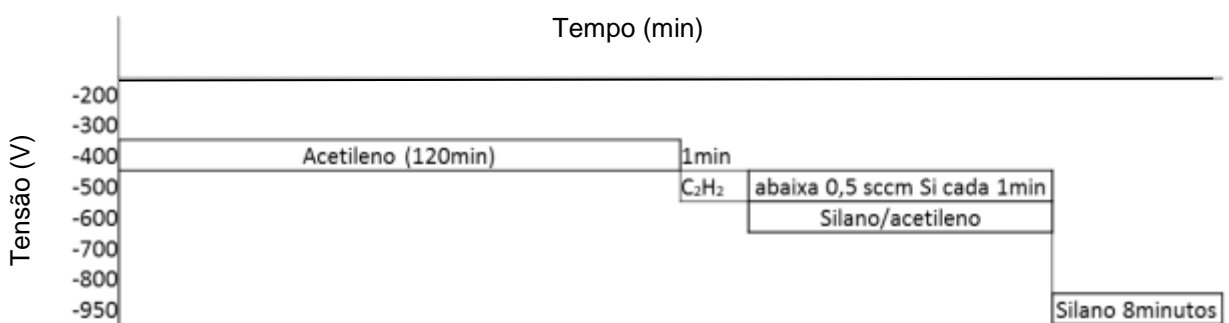 Tempo (min)
Tensão (V)
-200
-300
-400
Acetileno (120min)
1min
-500
C₂H₂
abaixa 0,5 sccm Si cada 1min
-600
Silano/acetileno
-700
-800
-950
Silano 8minutos